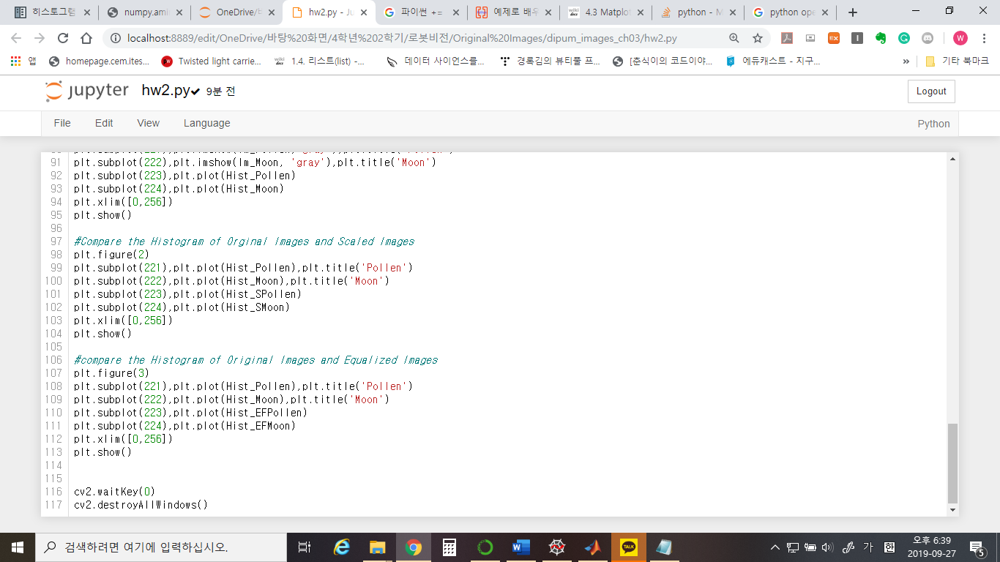 히스토그램
numpy.ami
OneDrive/
hw2.py - Ju
파이썬 +=
예제로 배우
4.3 Matplot
python - M
python ope
localhost:8889/edit/OneDrive/바탕%20화면/4학년%202학기/로봇비전/Original%20Images/dipum_images_ch03/hw2.py
앱
homepage.cem.ites...
Twisted light carrie...
1.4. 리스트(list) -...
데이터 사이언스를...
경록김의 뷰티풀 프...
[춘식이의 코드이야...
에듀캐스트 - 지구...
»
기타 북마크
jupyter hw2.py✔ 9분 전
Logout
File Edit View Language
Python
91 plt.subplot(222),plt.imshow(Im_Moon, 'gray'),plt.title('Moon')
92 plt.subplot(223),plt.plot(Hist_Pollen)
93 plt.subplot(224),plt.plot(Hist_Moon)
94 plt.xlim([0,256])
95 plt.show()
96
97 #Compare the Histogram of Orginal Images and Scaled Images
98 plt.figure(2)
99 plt.subplot(221),plt.plot(Hist_Pollen),plt.title('Pollen')
100 plt.subplot(222),plt.plot(Hist_Moon),plt.title('Moon')
101 plt.subplot(223),plt.plot(Hist_SPollen)
102 plt.subplot(224),plt.plot(Hist_SMoon)
103 plt.xlim([0,256])
104 plt.show()
105
106 #compare the Histogram of Original Images and Equalized Images
107 plt.figure(3)
108 plt.subplot(221),plt.plot(Hist_Pollen),plt.title('Pollen')
109 plt.subplot(222),plt.plot(Hist_Moon),plt.title('Moon')
110 plt.subplot(223),plt.plot(Hist_EFPollen)
111 plt.subplot(224),plt.plot(Hist_EFMoon)
112 plt.xlim([0,256])
113 plt.show()
114
115
116 cv2.waitKey(0)
117 cv2.destroyAllWindows()
검색하려면 여기에 입력하십시오.
TALK
가
한
오후 6:39
2019-09-27
5